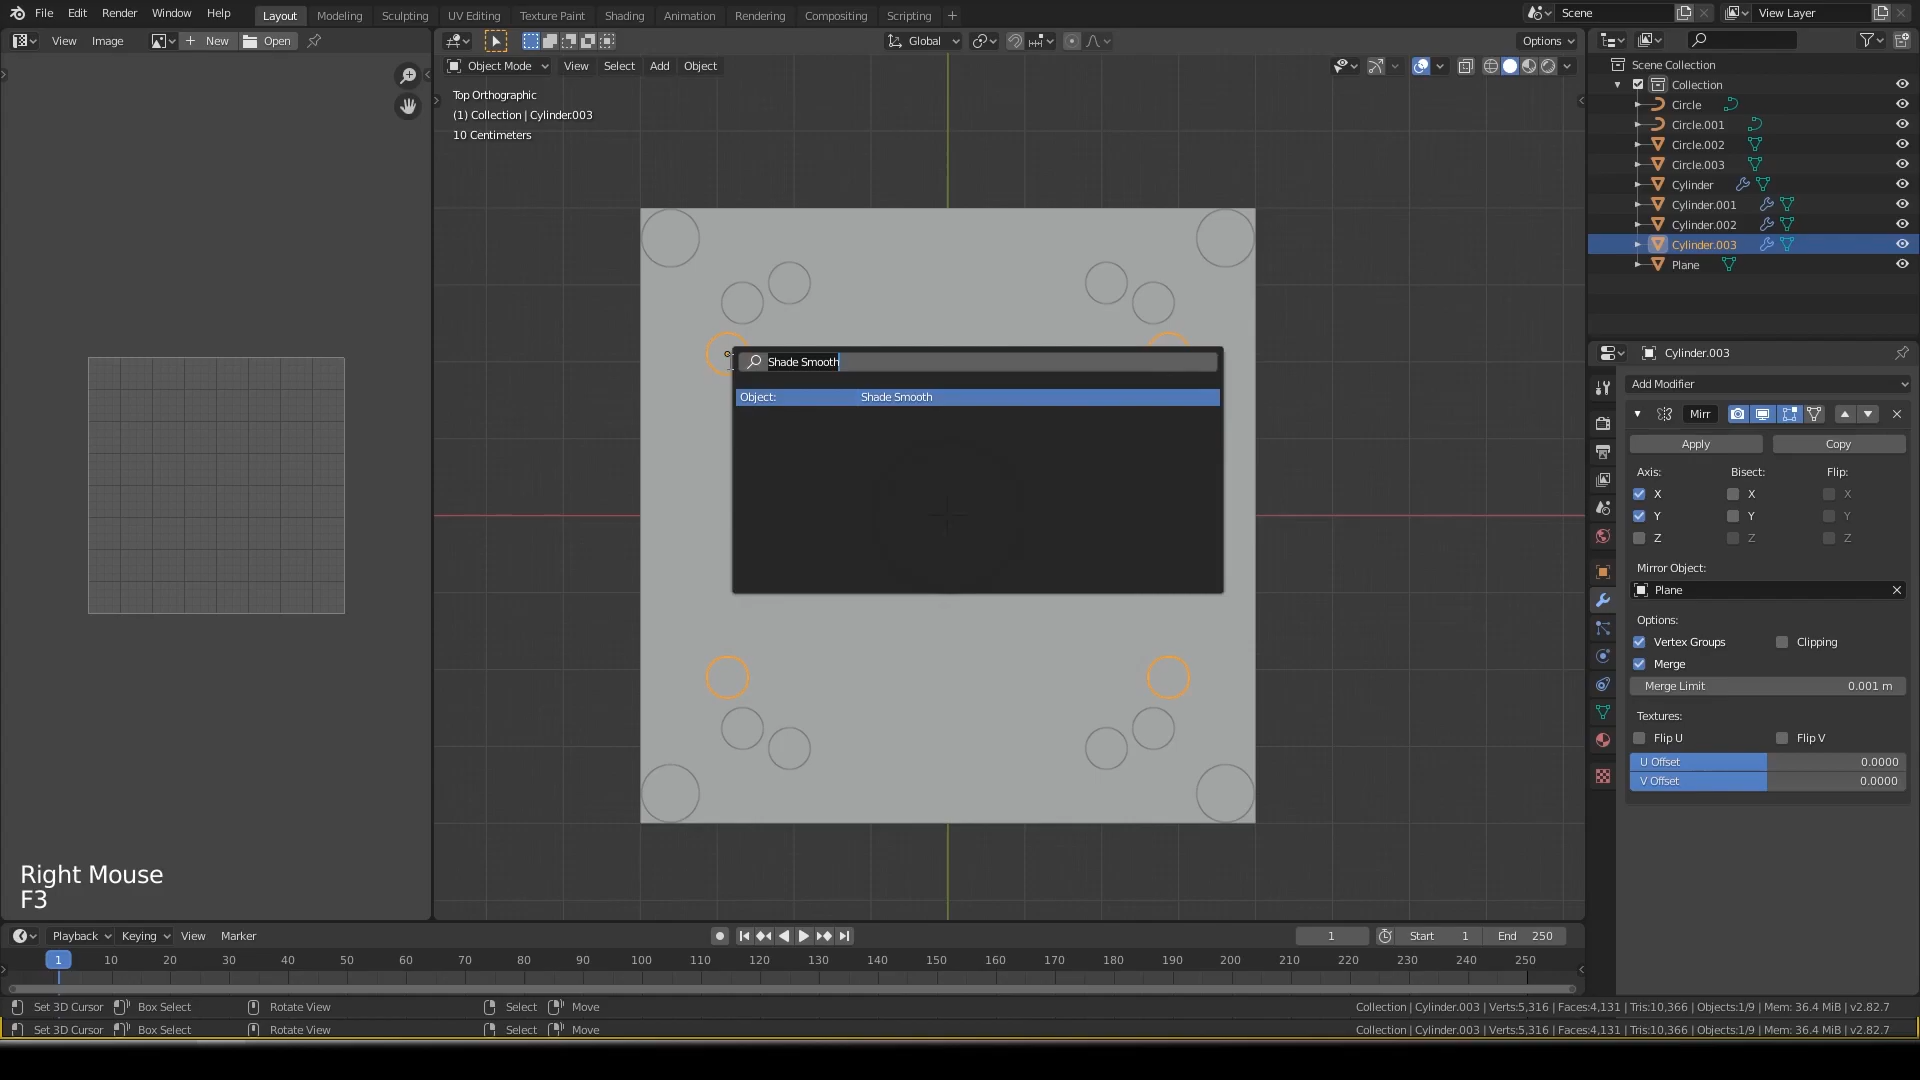 File Edit Render Window Help Layout Modeling Sculpting UV Editing Texture Paint Shading Animation Rendering Compositing Scripting + Scene View Layer
View Image + New Open Global Options
Object Mode View Select Add Object
Top Orthographic
(1) Collection | Cylinder.003
10 Centimeters
Shade Smooth
Object: Shade Smooth
Right Mouse
F3
Scene Collection
Collection
Circle
Circle.001
Circle.002
Circle.003
Cylinder
Cylinder.001
Cylinder.002
Cylinder.003
Plane
Cylinder.003
Add Modifier
Mirr
Apply Copy
Axis: Bisect: Flip:
X X X
Y Y Y
Z Z Z
Mirror Object:
Plane
Options:
Vertex Groups Clipping
Merge
Merge Limit 0.001 m
Textures:
Flip U Flip V
U Offset 0.0000
V Offset 0.0000
Playback Keying View Marker 1 Start 1 End 250
1 10 20 30 40 50 60 70 80 90 100 110 120 130 140 150 160 170 180 190 200 210 220 230 240 250
Set 3D Cursor Box Select Rotate View Select Move Collection | Cylinder.003 | Verts:5,316 | Faces:4,131 | Tris:10,366 | Objects:1/9 | Mem: 36.4 MiB | v2.82.7
Set 3D Cursor Box Select Rotate View Select Move Collection | Cylinder.003 | Verts:5,316 | Faces:4,131 | Tris:10,366 | Objects:1/9 | Mem: 36.4 MiB | v2.82.7